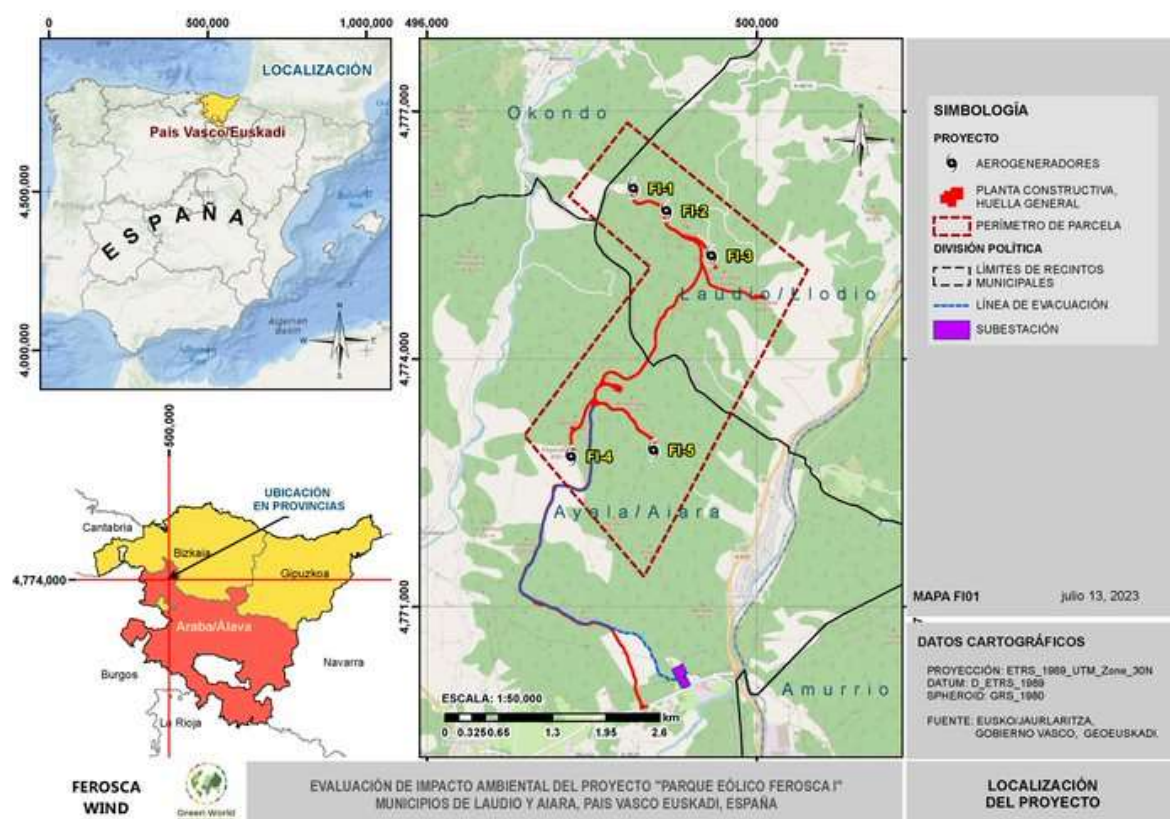 0
500,000
1,000,000
LOCALIZACIÓN
País Vasco/Euskadi
ESPAÑA
Portugal
Algerian
Basin
N
W
E
S
4,500,000
4,000,000
500,000
UBICACIÓN
EN PROVINCIAS
Cantabria
Bizkaia
Gipuzkoa
4,774,000
Araba/Álava
Burgos
Navarra
La Rioja
496,000
500,000
4,777,000
4,774,000
4,771,000
Okondo
FI-1
FI-2
FI-3
Laudio/Llodio
FI-4
FI-5
Ayala/Aiara
Amurrio
ESCALA: 1:50,000
km
0 0.325 0.65 1.3 1.95 2.6
SIMBOLOGÍA
PROYECTO
AEROGENERADORES
PLANTA CONSTRUCTIVA,
HUELLA GENERAL
PERÍMETRO DE PARCELA
DIVISIÓN POLÍTICA
LÍMITES DE RECINTOS
MUNICIPALES
LÍNEA DE EVACUACIÓN
SUBESTACIÓN
MAPA FI01 julio 13, 2023
DATOS CARTOGRÁFICOS
PROYECCIÓN: ETRS_1989_UTM_Zone_30N
DATUM: D_ETRS_1989
SPHEROID: GRS_1980
FUENTE: EUSKO/JAURLARITZA,
GOBIERNO VASCO, GEOEUSKADI.
FEROSCA
WIND
Green World
EVALUACIÓN DE IMPACTO AMBIENTAL DEL PROYECTO "PARQUE EÓLICO FEROSCA I"
MUNICIPIOS DE LAUDIO Y AIARA, PAIS VASCO EUSKADI, ESPAÑA
LOCALIZACIÓN
DEL PROYECTO